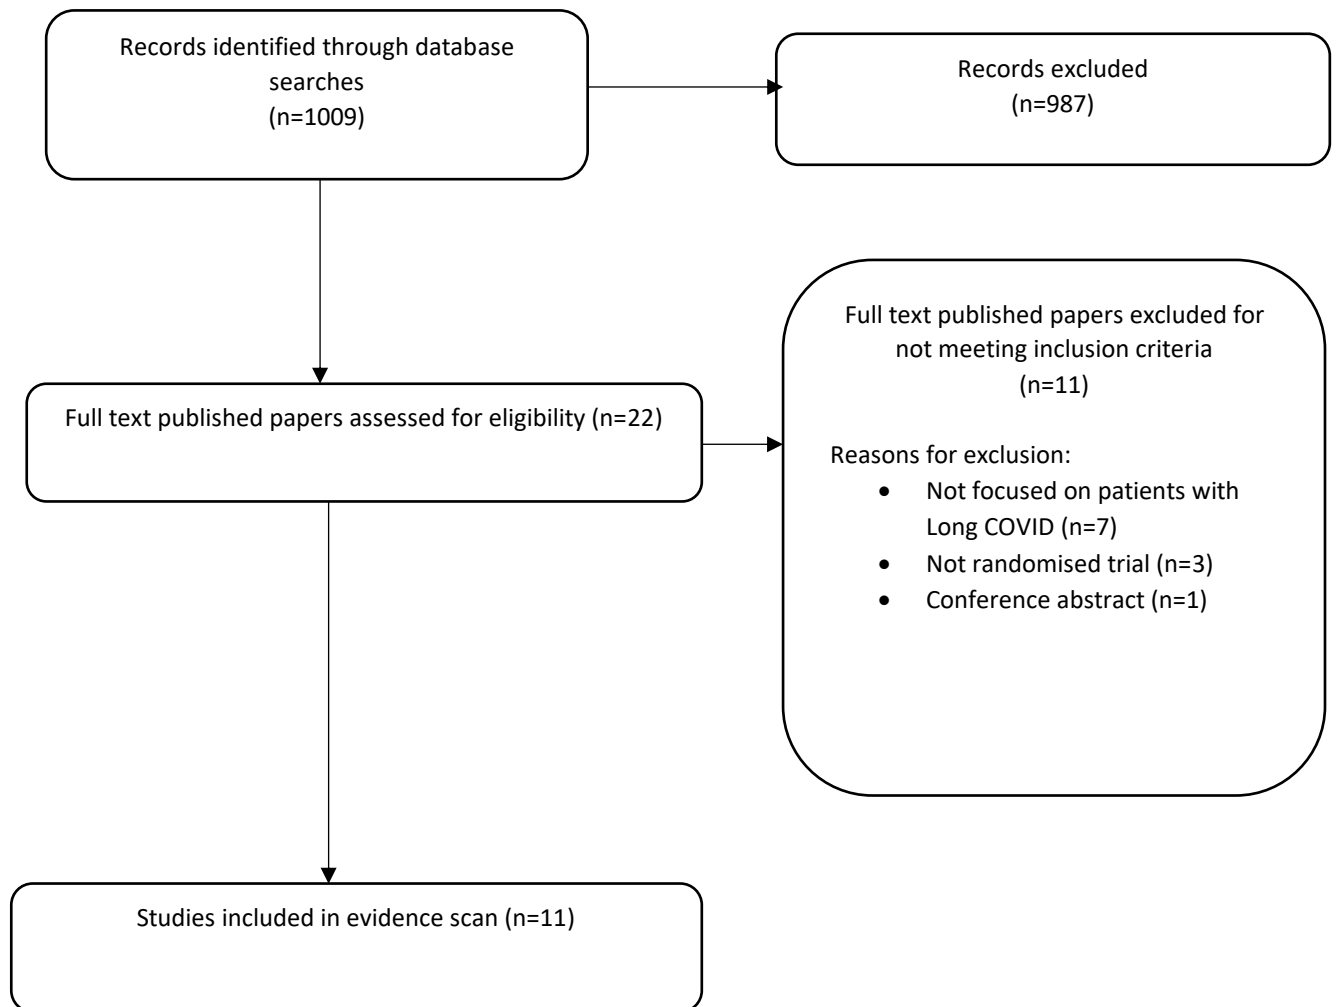 Records identified through database
searches
(n=1009)
Records excluded
(n=987)
Full text published papers assessed for eligibility (n=22)
Full text published papers excluded for
not meeting inclusion criteria
(n=11)
Reasons for exclusion:
• Not focused on patients with
Long COVID (n=7)
• Not randomised trial (n=3)
• Conference abstract (n=1)
Studies included in evidence scan (n=11)